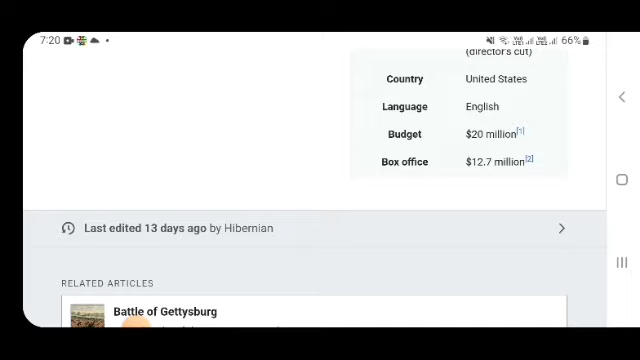 7:20 66%
(director's cut)
Country United States
Language English
Budget $20 million[1]
Box office $12.7 million[2]
Last edited 13 days ago by Hibernian
RELATED ARTICLES
Battle of Gettysburg